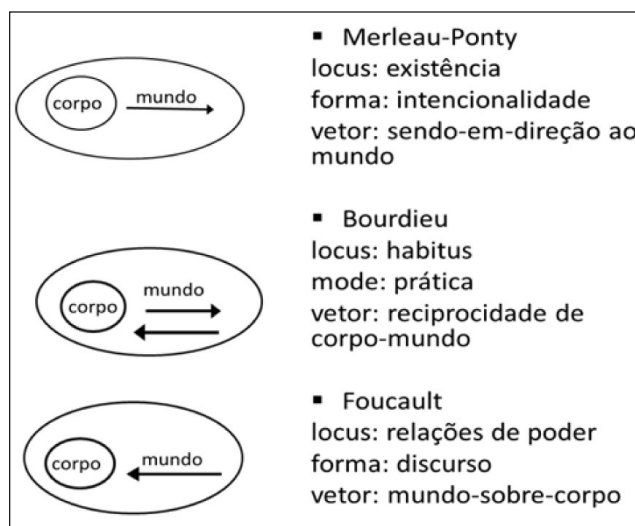 corpo
mundo
▪ Merleau-Ponty
locus: existência
forma: intencionalidade
vetor: sendo-em-direção ao
mundo
corpo
mundo
▪ Bourdieu
locus: habitus
mode: prática
vetor: reciprocidade de
corpo-mundo
corpo
mundo
▪ Foucault
locus: relações de poder
forma: discurso
vetor: mundo-sobre-corpo